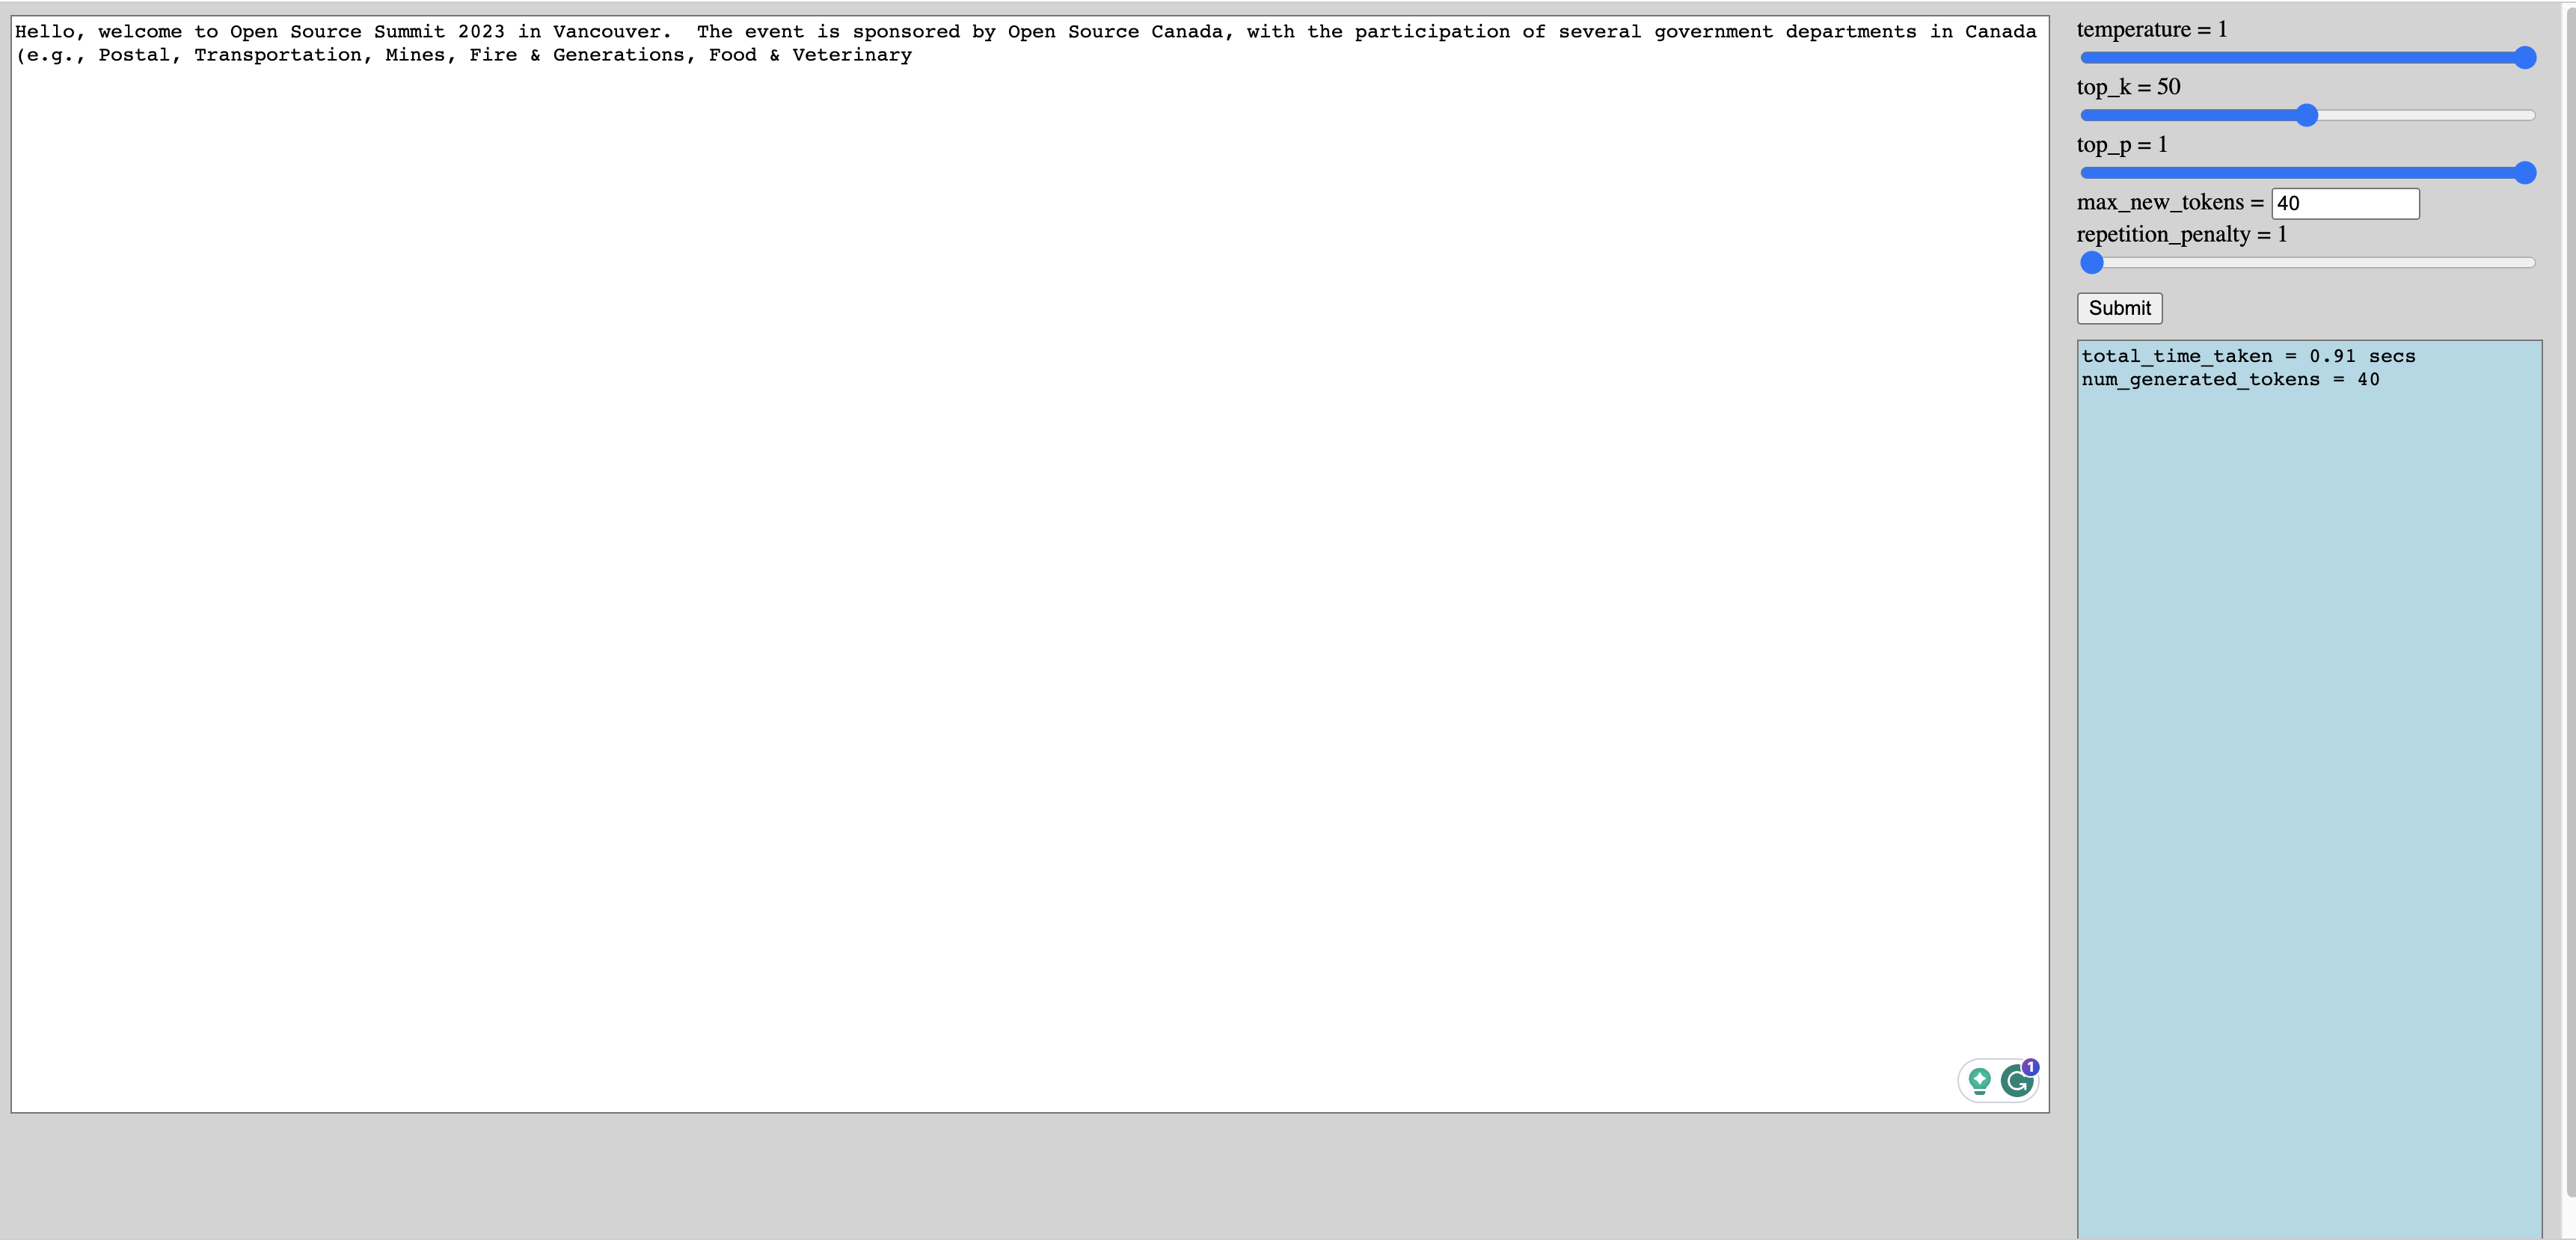 Hello, welcome to Open Source Summit 2023 in Vancouver.  The event is sponsored by Open Source Canada, with the participation of several government departments in Canada
(e.g., Postal, Transportation, Mines, Fire & Generations, Food & Veterinary
temperature = 1
top_k = 50
top_p = 1
max_new_tokens = 40
repetition_penalty = 1
Submit
total_time_taken = 0.91 secs
num_generated_tokens = 40
1